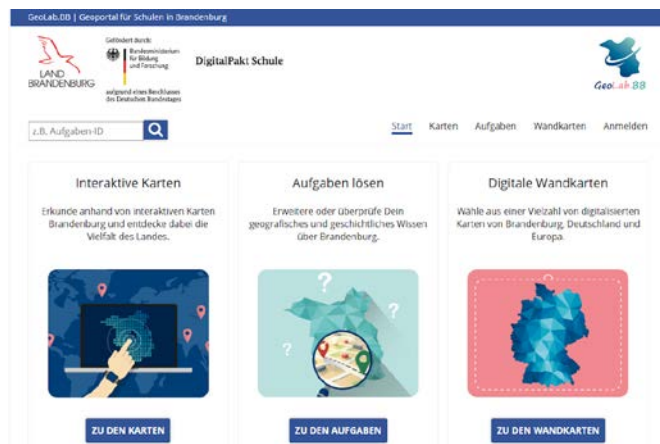 GeoLab.BB | Geoportal für Schulen in Brandenburg
LAND
BRANDENBURG
Gefördert durch:
Bundesministerium
für Bildung
und Forschung
aufgrund eines Beschlusses
des Deutschen Bundestages
DigitalPakt Schule
GeoLab.BB
z.B. Aufgaben-ID
Start Karten Aufgaben Wandkarten Anmelden
Interaktive Karten
Erkunde anhand von interaktiven Karten
Brandenburg und entdecke dabei die
Vielfalt des Landes.
ZU DEN KARTEN
Aufgaben lösen
Erweitere oder überprüfe Dein
geografisches und geschichtliches Wissen
über Brandenburg.
? ? ?
ZU DEN AUFGABEN
Digitale Wandkarten
Wähle aus einer Vielzahl von digitalisierten
Karten von Brandenburg, Deutschland und
Europa.
ZU DEN WANDKARTEN